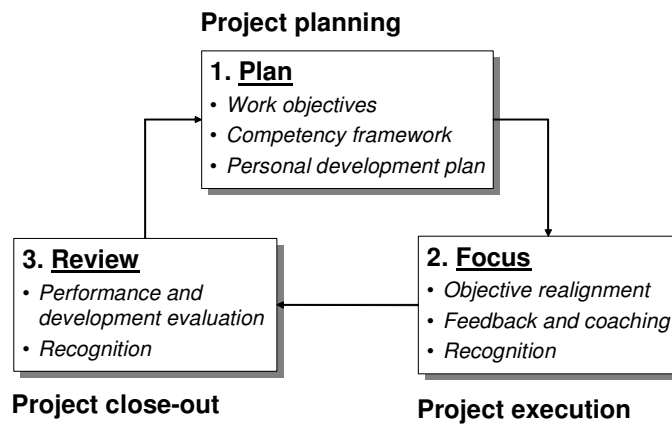 Project planning
1. Plan
• Work objectives
• Competency framework
• Personal development plan
3. Review
• Performance and
development evaluation
• Recognition
Project close-out
2. Focus
• Objective realignment
• Feedback and coaching
• Recognition
Project execution